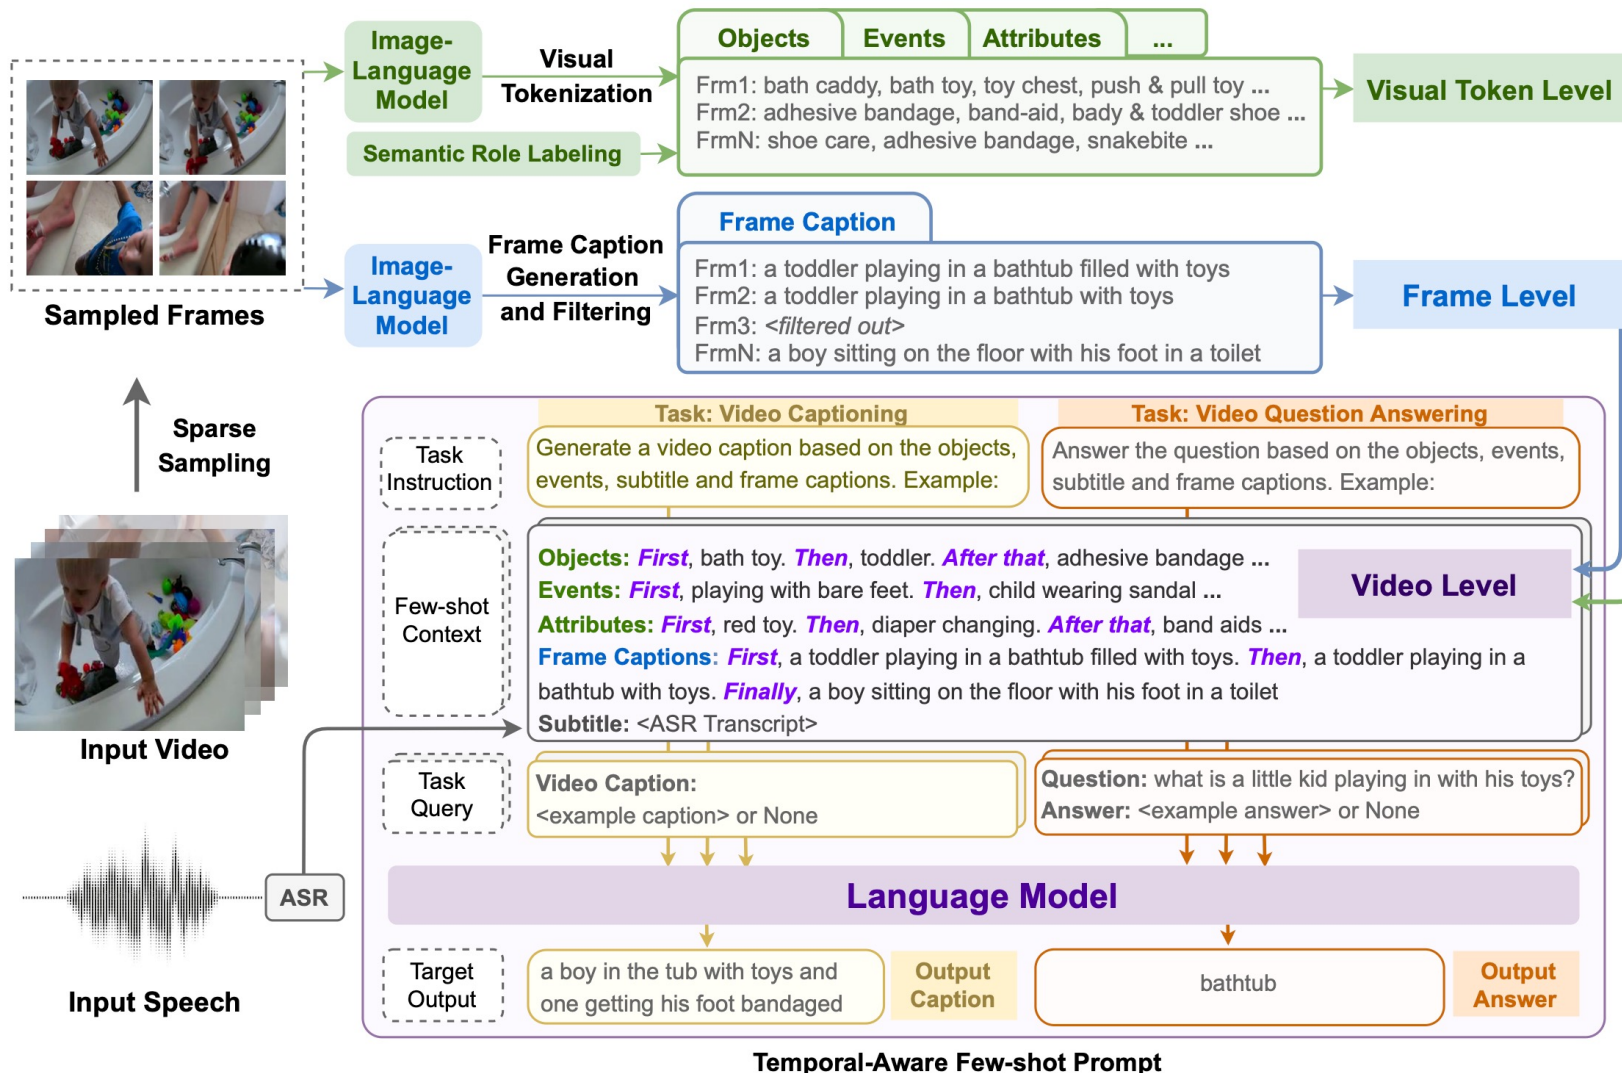 Image-
Language
Model
Visual
Tokenization
Semantic Role Labeling
Objects
Events
Attributes
...
Frm1: bath caddy, bath toy, toy chest, push & pull toy ...
Frm2: adhesive bandage, band-aid, bady & toddler shoe ...
FrmN: shoe care, adhesive bandage, snakebite ...
Visual Token Level
Sampled Frames
Image-
Language
Model
Frame Caption
Generation
and Filtering
Frame Caption
Frm1: a toddler playing in a bathtub filled with toys
Frm2: a toddler playing in a bathtub with toys
Frm3: <filtered out>
FrmN: a boy sitting on the floor with his foot in a toilet
Frame Level
Sparse
Sampling
Input Video
Input Speech
ASR
Task: Video Captioning
Task: Video Question Answering
Task
Instruction
Generate a video caption based on the objects,
events, subtitle and frame captions. Example:
Answer the question based on the objects, events,
subtitle and frame captions. Example:
Few-shot
Context
Objects: First, bath toy. Then, toddler. After that, adhesive bandage ...
Events: First, playing with bare feet. Then, child wearing sandal ...
Attributes: First, red toy. Then, diaper changing. After that, band aids ...
Frame Captions: First, a toddler playing in a bathtub filled with toys. Then, a toddler playing in a
bathtub with toys. Finally, a boy sitting on the floor with his foot in a toilet
Subtitle: <ASR Transcript>
Video Level
Task
Query
Video Caption:
<example caption> or None
Question: what is a little kid playing in with his toys?
Answer: <example answer> or None
Language Model
Target
Output
a boy in the tub with toys and
one getting his foot bandaged
Output
Caption
bathtub
Output
Answer
Temporal-Aware Few-shot Prompt